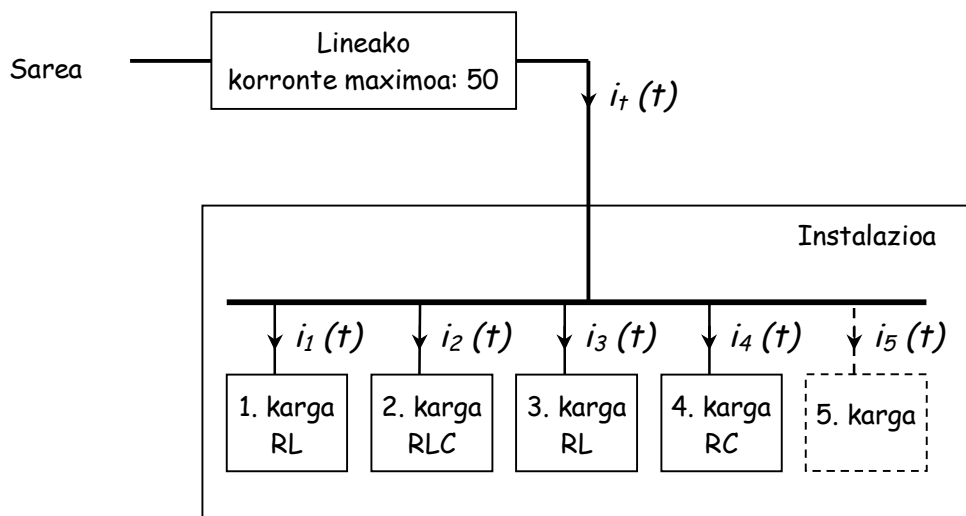 Lineako
korronte maximoa: 50
Sarea
iₜ (t)
Instalazioa
i₁ (t)
i₂ (t)
i₃ (t)
i₄ (t)
i₅ (t)
1. karga
RL
2. karga
RLC
3. karga
RL
4. karga
RC
5. karga